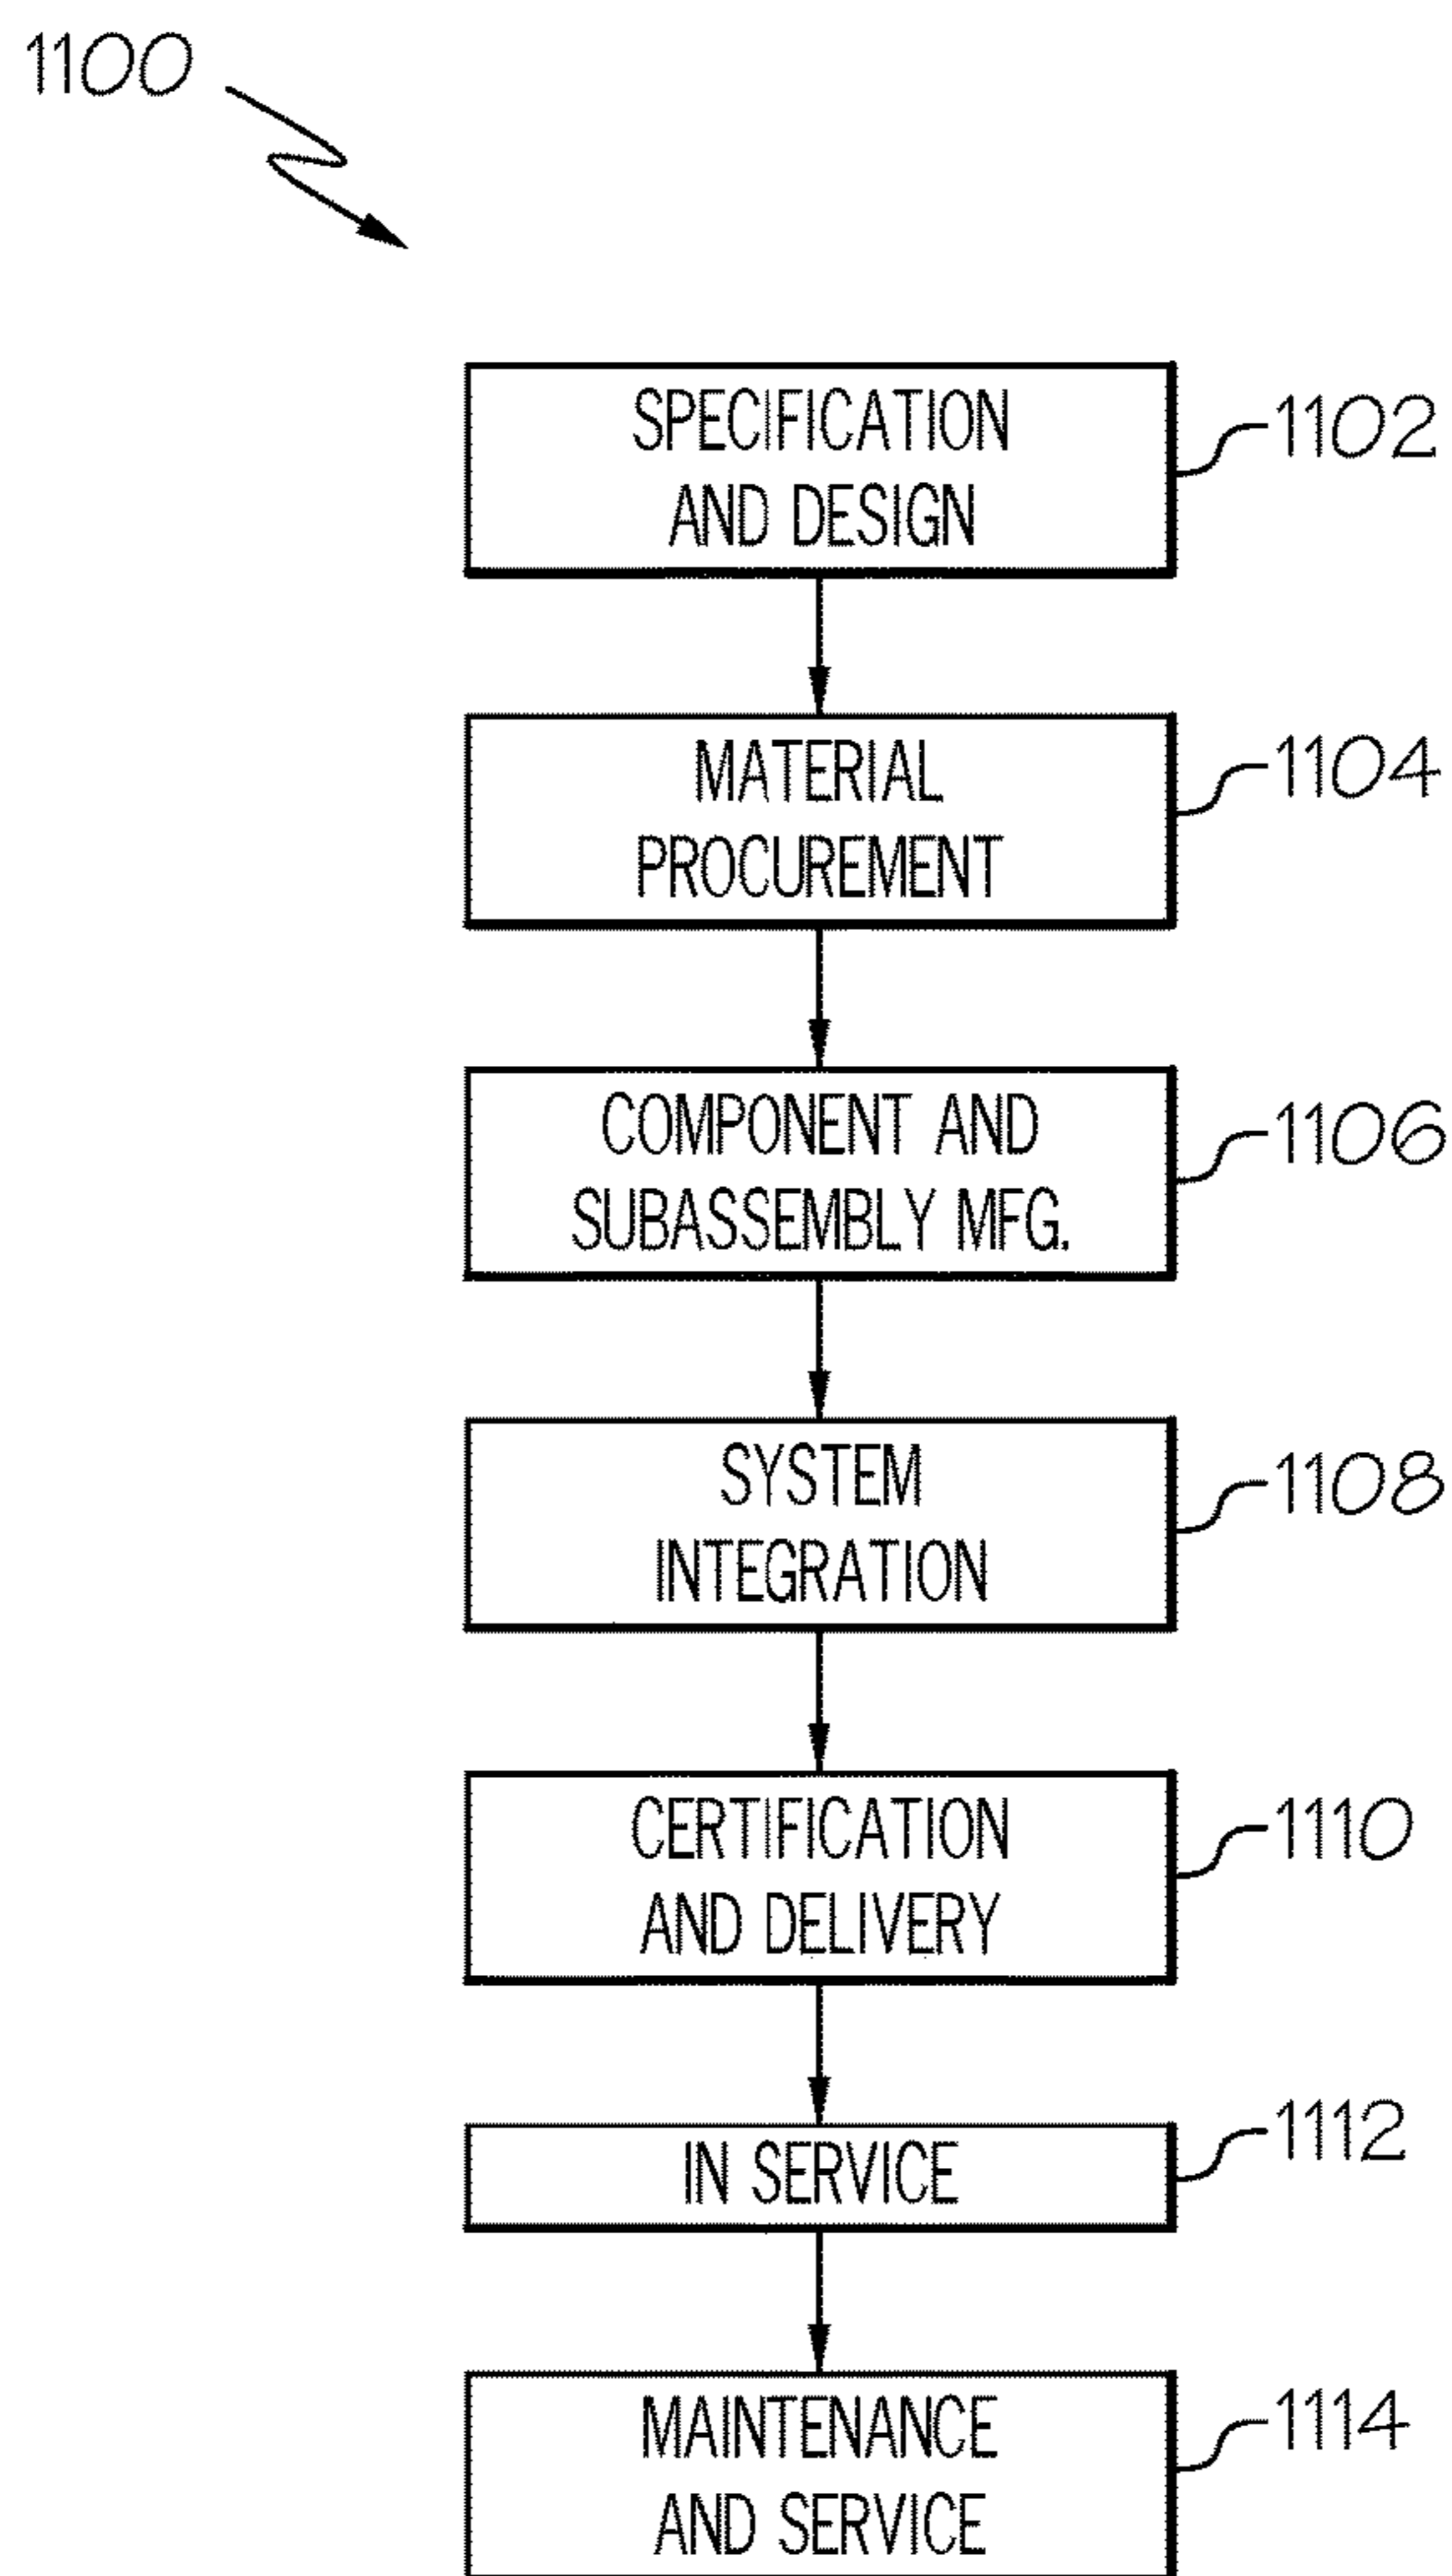 1100
SPECIFICATION
AND DESIGN
1102
MATERIAL
PROCUREMENT
1104
COMPONENT AND
SUBASSEMBLY MFG.
1106
SYSTEM
INTEGRATION
1108
CERTIFICATION
AND DELIVERY
1110
IN SERVICE
1112
MAINTENANCE
AND SERVICE
1114